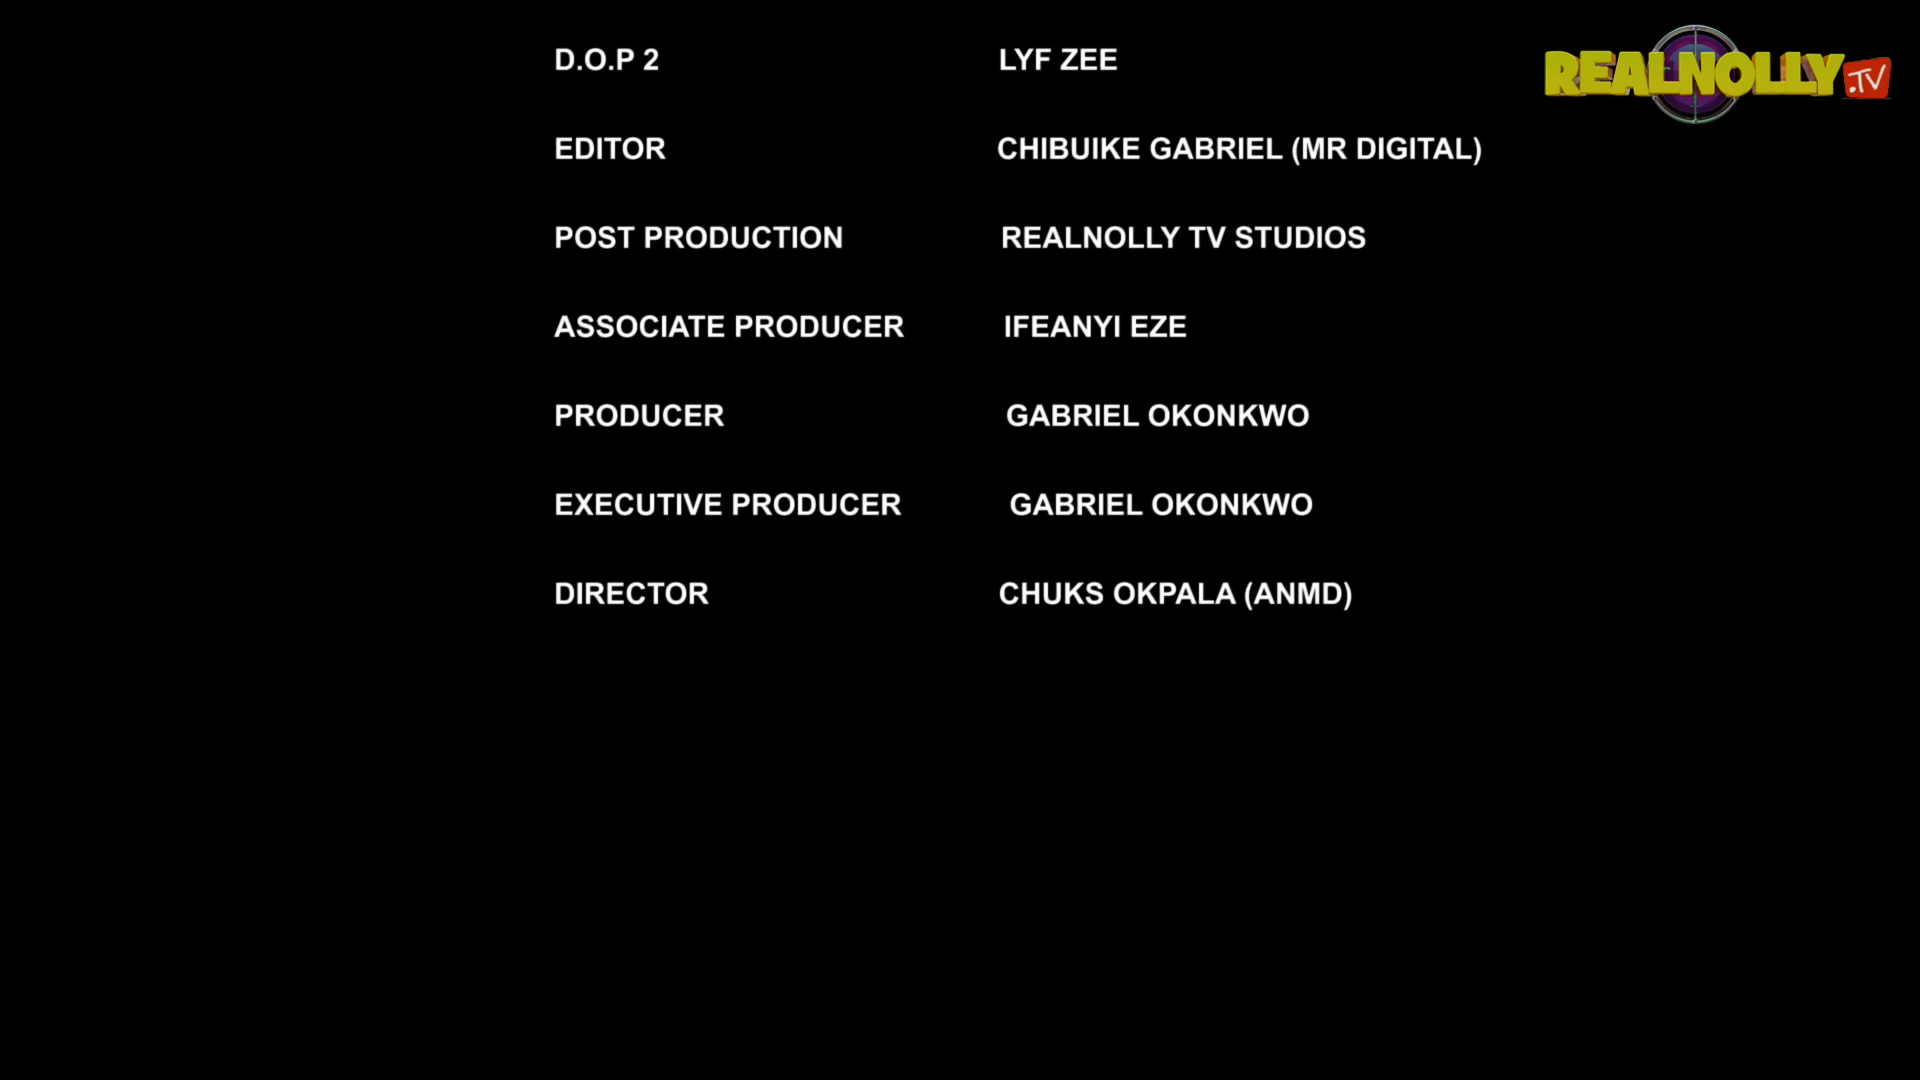 D.O.P 2 LYF ZEE
REALNOLLY.TV
EDITOR CHIBUIKE GABRIEL (MR DIGITAL)
POST PRODUCTION REALNOLLY TV STUDIOS
ASSOCIATE PRODUCER IFEANYI EZE
PRODUCER GABRIEL OKONKWO
EXECUTIVE PRODUCER GABRIEL OKONKWO
DIRECTOR CHUKS OKPALA (ANMD)